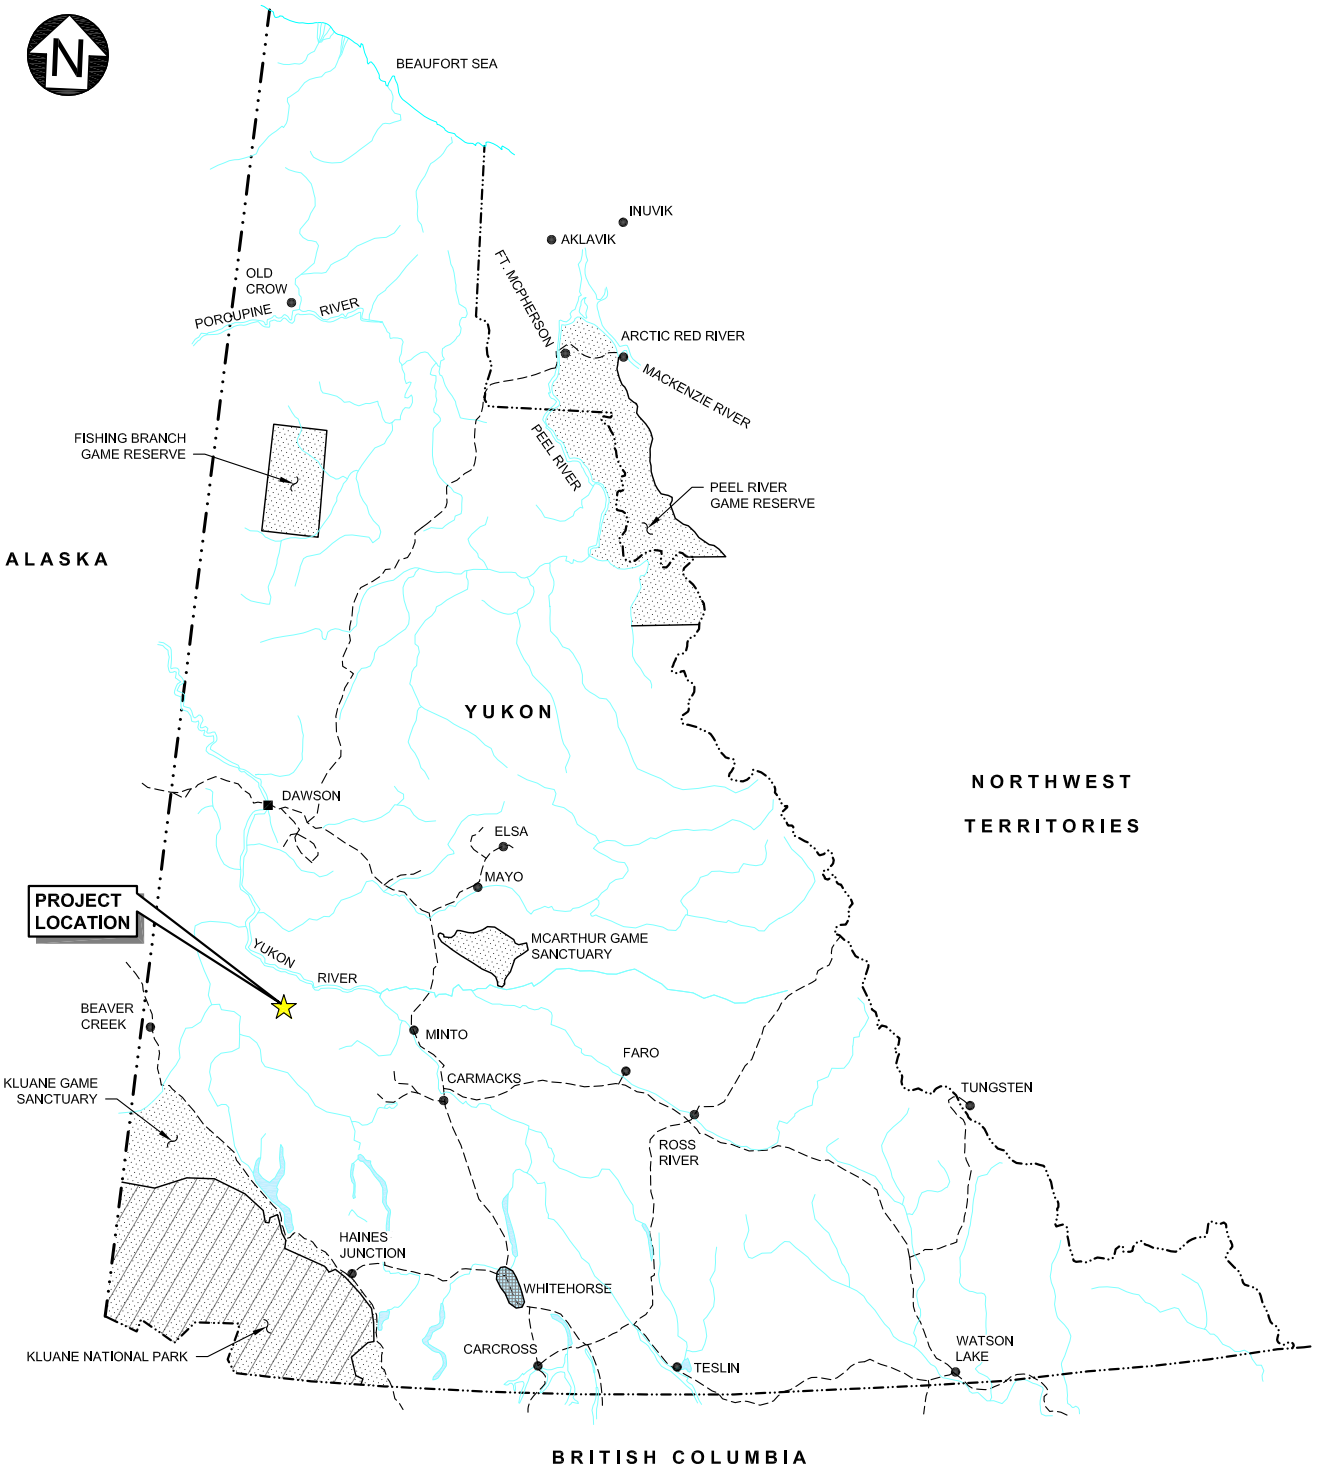 N
BEAUFORT SEA
INUVIK
AKLAVIK
FT. MCPHERSON
OLD
CROW
PORCUPINE
RIVER
ARCTIC RED RIVER
MACKENZIE RIVER
FISHING BRANCH
GAME RESERVE
PEEL RIVER
PEEL RIVER
GAME RESERVE
ALASKA
YUKON
NORTHWEST
TERRITORIES
DAWSON
ELSA
MAYO
PROJECT
LOCATION
MCARTHUR GAME
SANCTUARY
YUKON
RIVER
BEAVER
CREEK
MINTO
FARO
KLUANE GAME
SANCTUARY
CARMACKS
TUNGSTEN
ROSS
RIVER
HAINES
JUNCTION
WHITEHORSE
KLUANE NATIONAL PARK
CARCROSS
TESLIN
WATSON
LAKE
BRITISH COLUMBIA